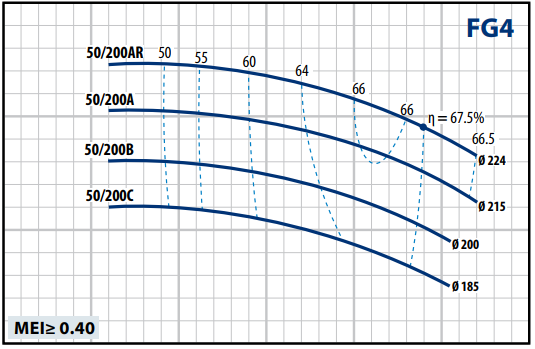 FG4
50/200AR
50
55
60
64
66
66
η = 67.5%
66.5
50/200A
50/200B
50/200C
Ø 224
Ø 215
Ø 200
Ø 185
MEI≥ 0.40